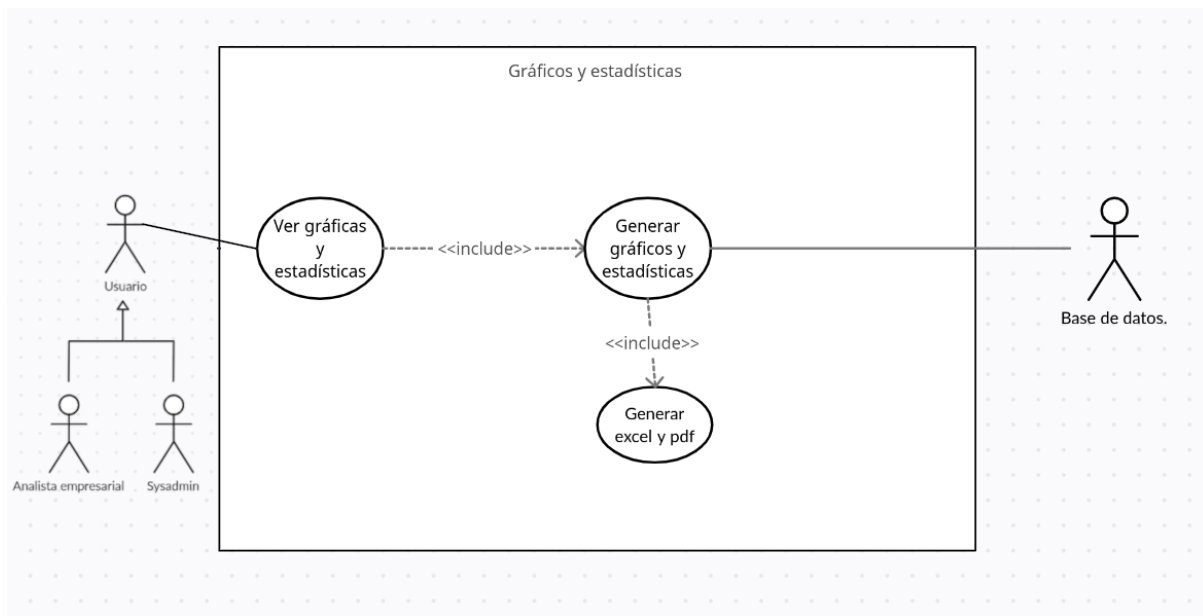 Gráficos y estadísticas
Usuario
Analista empresarial
Sysadmin
Ver gráficas
y
estadísticas
<<include>>
Generar
gráficos y
estadísticas
<<include>>
Generar
excel y pdf
Base de datos.